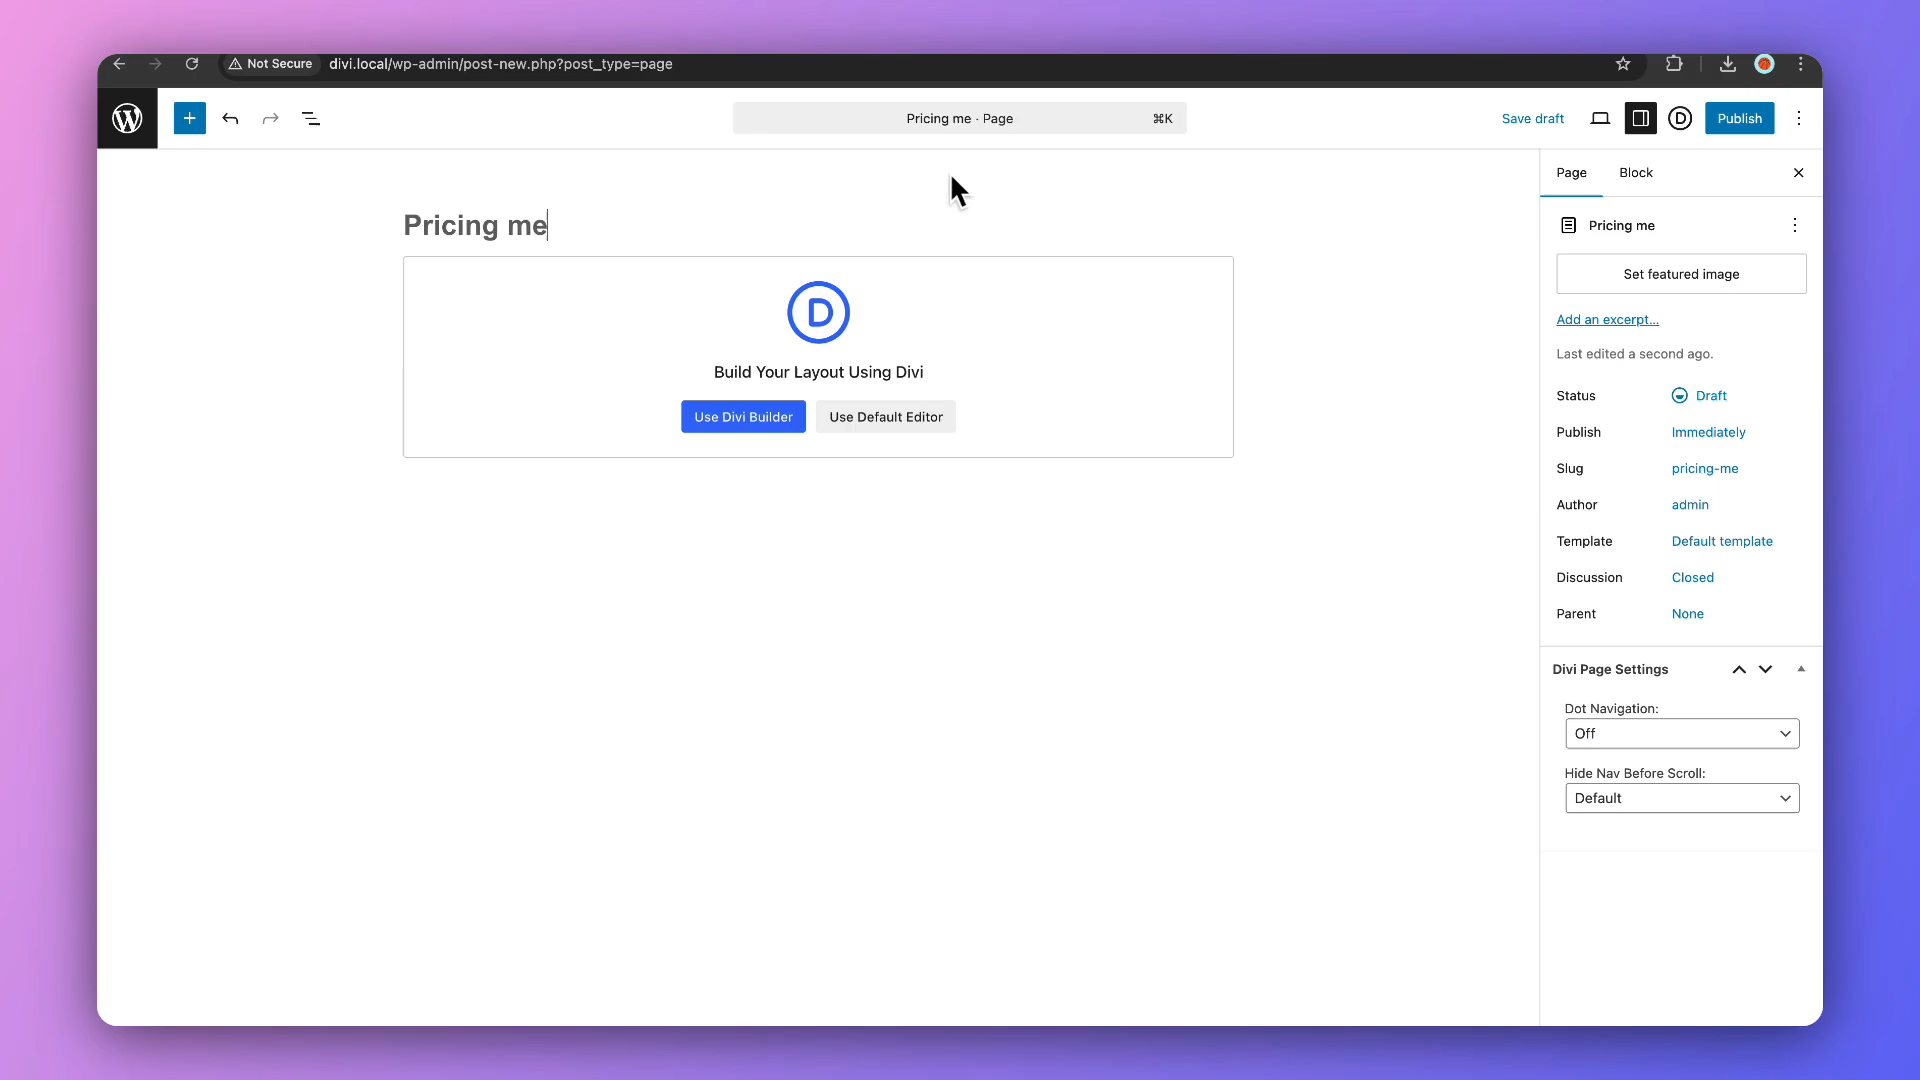 Not Secure divi.local/wp-admin/post-new.php?post_type=page
Pricing me · Page ⌘K Save draft D Publish
Page Block
Pricing me
Pricing me
Set featured image
D
Add an excerpt...
Last edited a second ago.
Build Your Layout Using Divi
Use Divi Builder Use Default Editor
Status Draft
Publish Immediately
Slug pricing-me
Author admin
Template Default template
Discussion Closed
Parent None
Divi Page Settings
Dot Navigation:
Off
Hide Nav Before Scroll:
Default